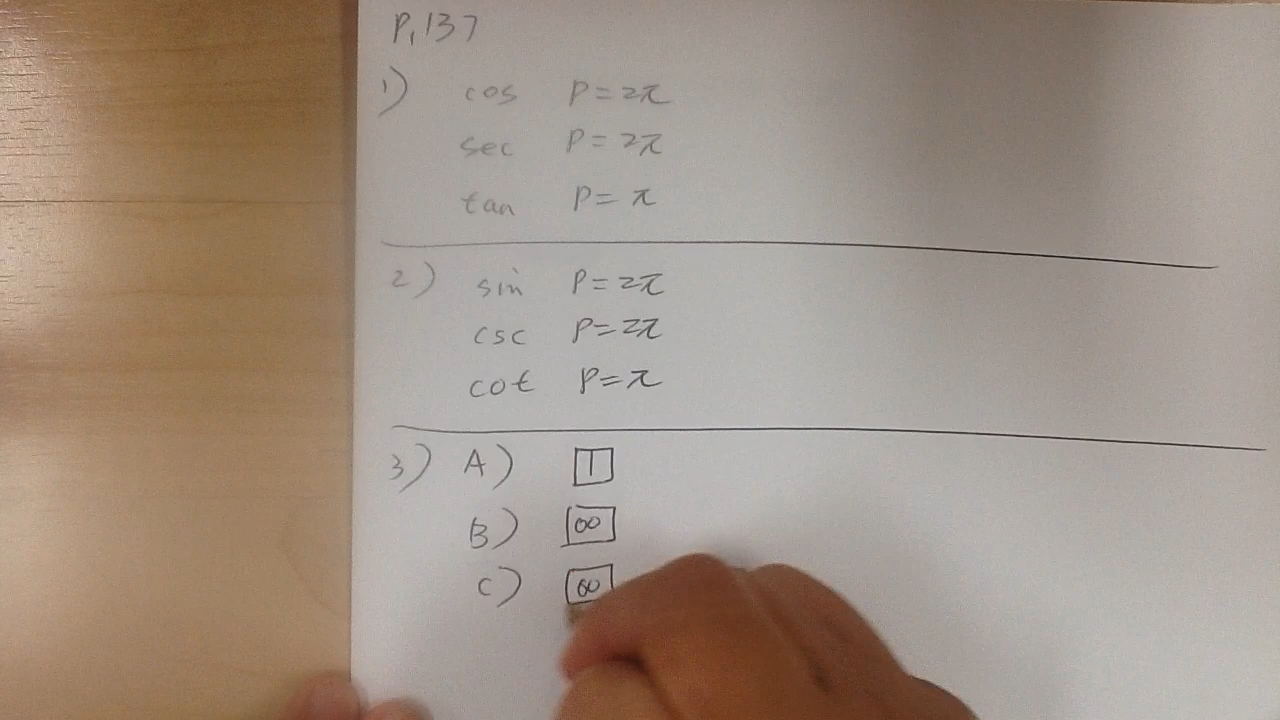 P.137
1) cos P=2π
sec P=2π
tan P=π
2) sin P=2π
csc P=2π
cot P=π
3) A) 1
B) ∞
C) ∞